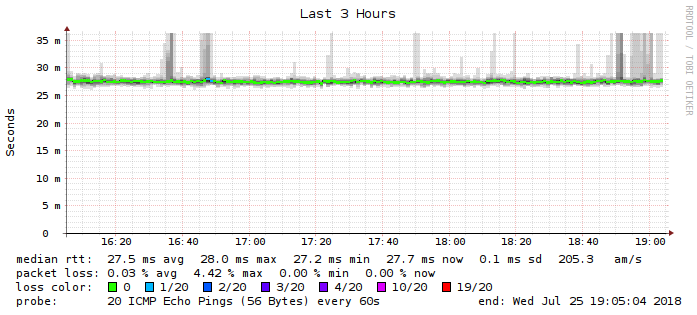 Last 3 Hours
RRDTOOL / TOBI OETIKER
Seconds
35 m
30 m
25 m
20 m
15 m
10 m
5 m
0
16:20 16:40 17:00 17:20 17:40 18:00 18:20 18:40 19:00
median rtt: 27.5 ms avg 28.0 ms max 27.2 ms min 27.7 ms now 0.1 ms sd 205.3 am/s
packet loss: 0.03 % avg 4.42 % max 0.00 % min 0.00 % now
loss color: 0 1/20 2/20 3/20 4/20 10/20 19/20
probe: 20 ICMP Echo Pings (56 Bytes) every 60s end: Wed Jul 25 19:05:04 2018